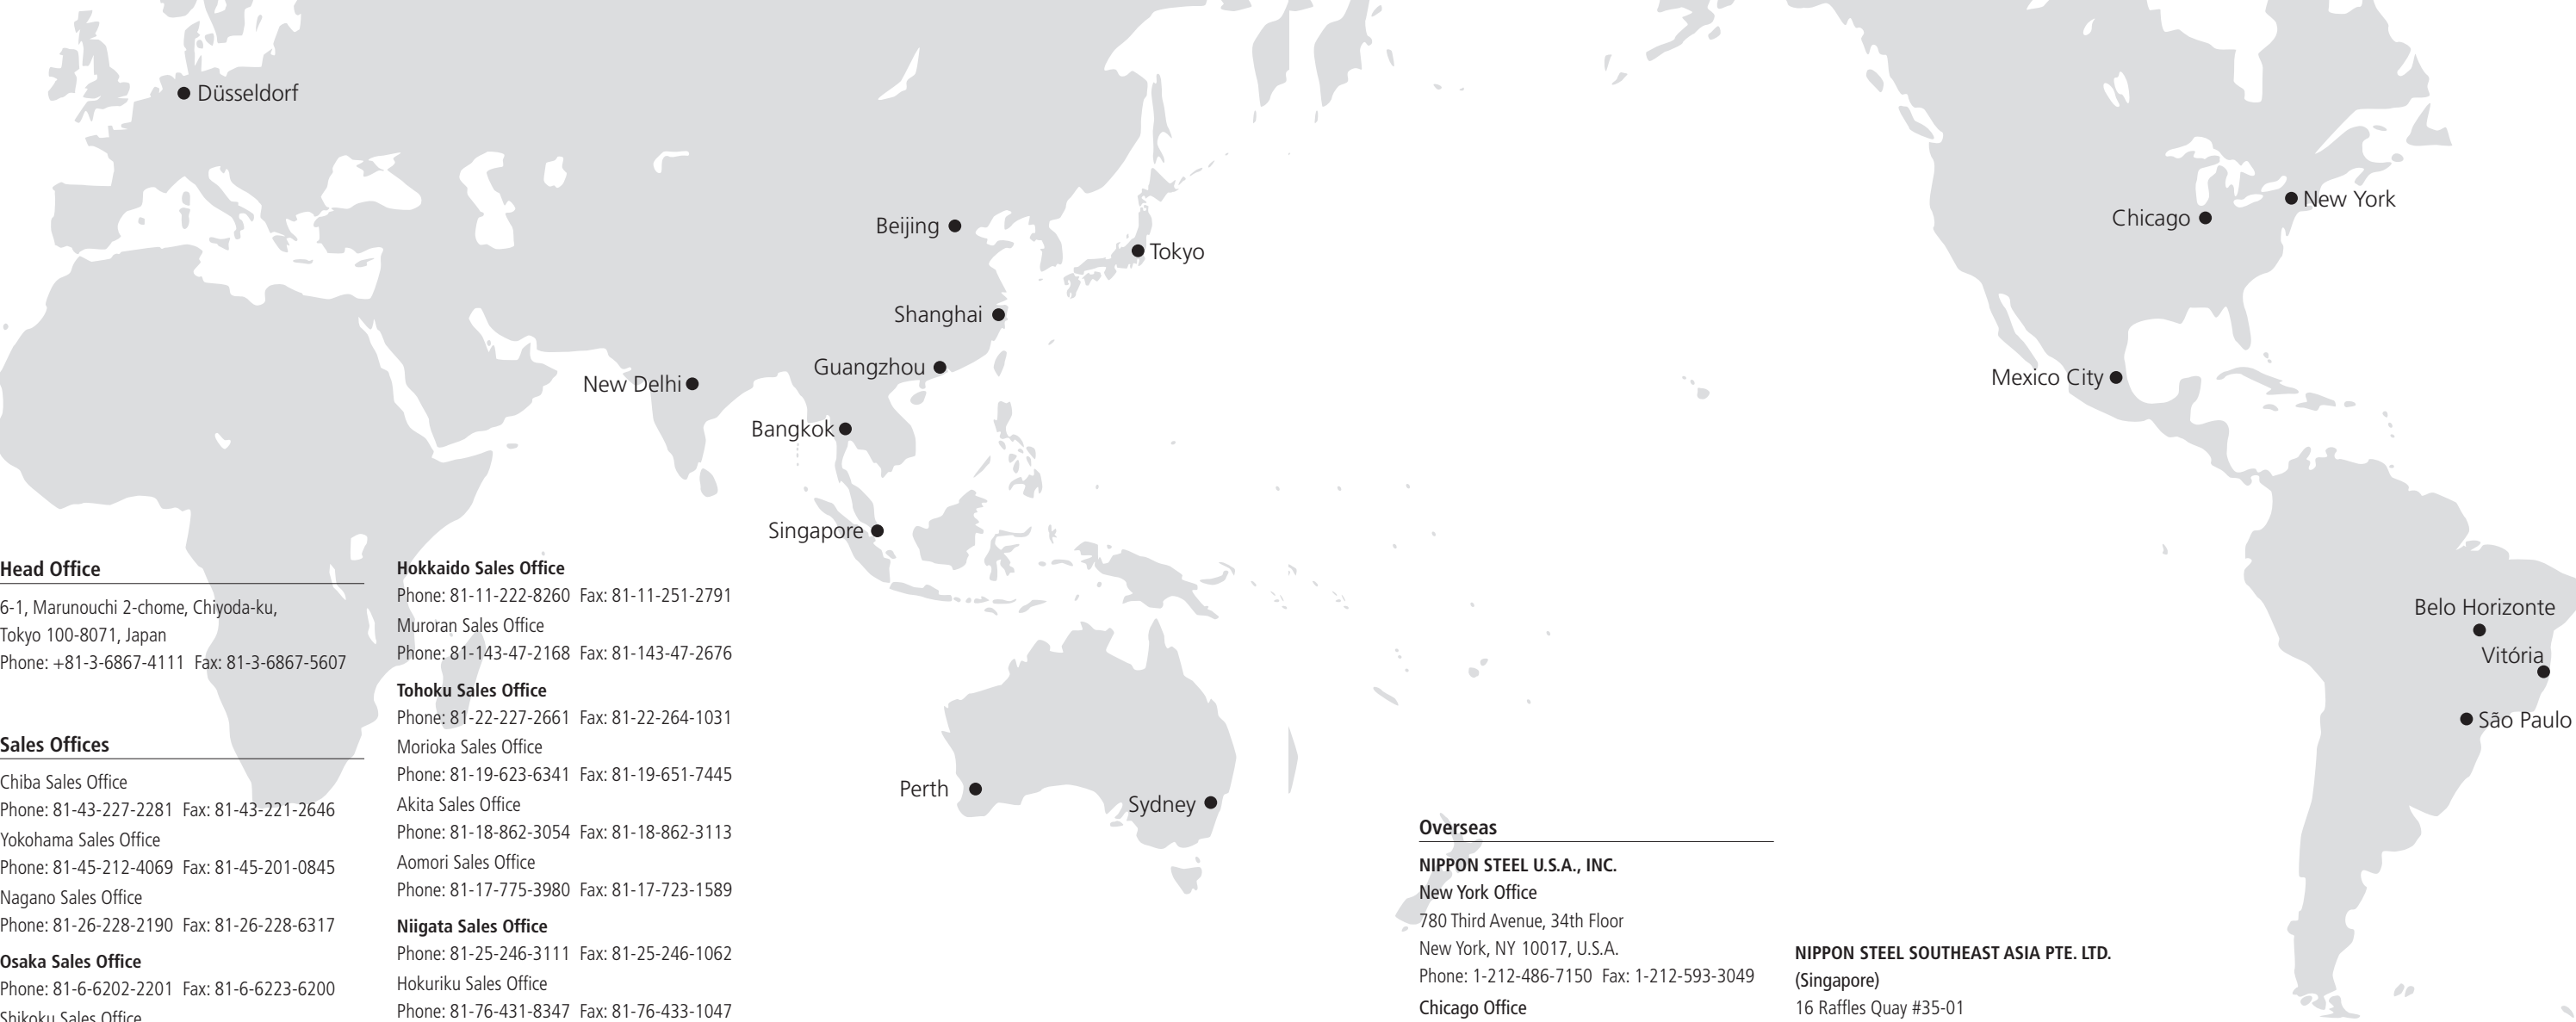 Düsseldorf
Beijing
Tokyo
Shanghai
Guangzhou
New Delhi
Bangkok
Singapore
Perth
Sydney
Chicago
New York
Mexico City
Belo Horizonte
Vitória
São Paulo
Head Office
6-1, Marunouchi 2-chome, Chiyoda-ku,
Tokyo 100-8071, Japan
Phone: +81-3-6867-4111 Fax: 81-3-6867-5607
Sales Offices
Chiba Sales Office
Phone: 81-43-227-2281 Fax: 81-43-221-2646
Yokohama Sales Office
Phone: 81-45-212-4069 Fax: 81-45-201-0845
Nagano Sales Office
Phone: 81-26-228-2190 Fax: 81-26-228-6317
Osaka Sales Office
Phone: 81-6-6202-2201 Fax: 81-6-6223-6200
Shikoku Sales Office
Hokkaido Sales Office
Phone: 81-11-222-8260 Fax: 81-11-251-2791
Muroran Sales Office
Phone: 81-143-47-2168 Fax: 81-143-47-2676
Tohoku Sales Office
Phone: 81-22-227-2661 Fax: 81-22-264-1031
Morioka Sales Office
Phone: 81-19-623-6341 Fax: 81-19-651-7445
Akita Sales Office
Phone: 81-18-862-3054 Fax: 81-18-862-3113
Aomori Sales Office
Phone: 81-17-775-3980 Fax: 81-17-723-1589
Niigata Sales Office
Phone: 81-25-246-3111 Fax: 81-25-246-1062
Hokuriku Sales Office
Phone: 81-76-431-8347 Fax: 81-76-433-1047
Overseas
NIPPON STEEL U.S.A., INC.
New York Office
780 Third Avenue, 34th Floor
New York, NY 10017, U.S.A.
Phone: 1-212-486-7150 Fax: 1-212-593-3049
Chicago Office
NIPPON STEEL SOUTHEAST ASIA PTE. LTD.
(Singapore)
16 Raffles Quay #35-01